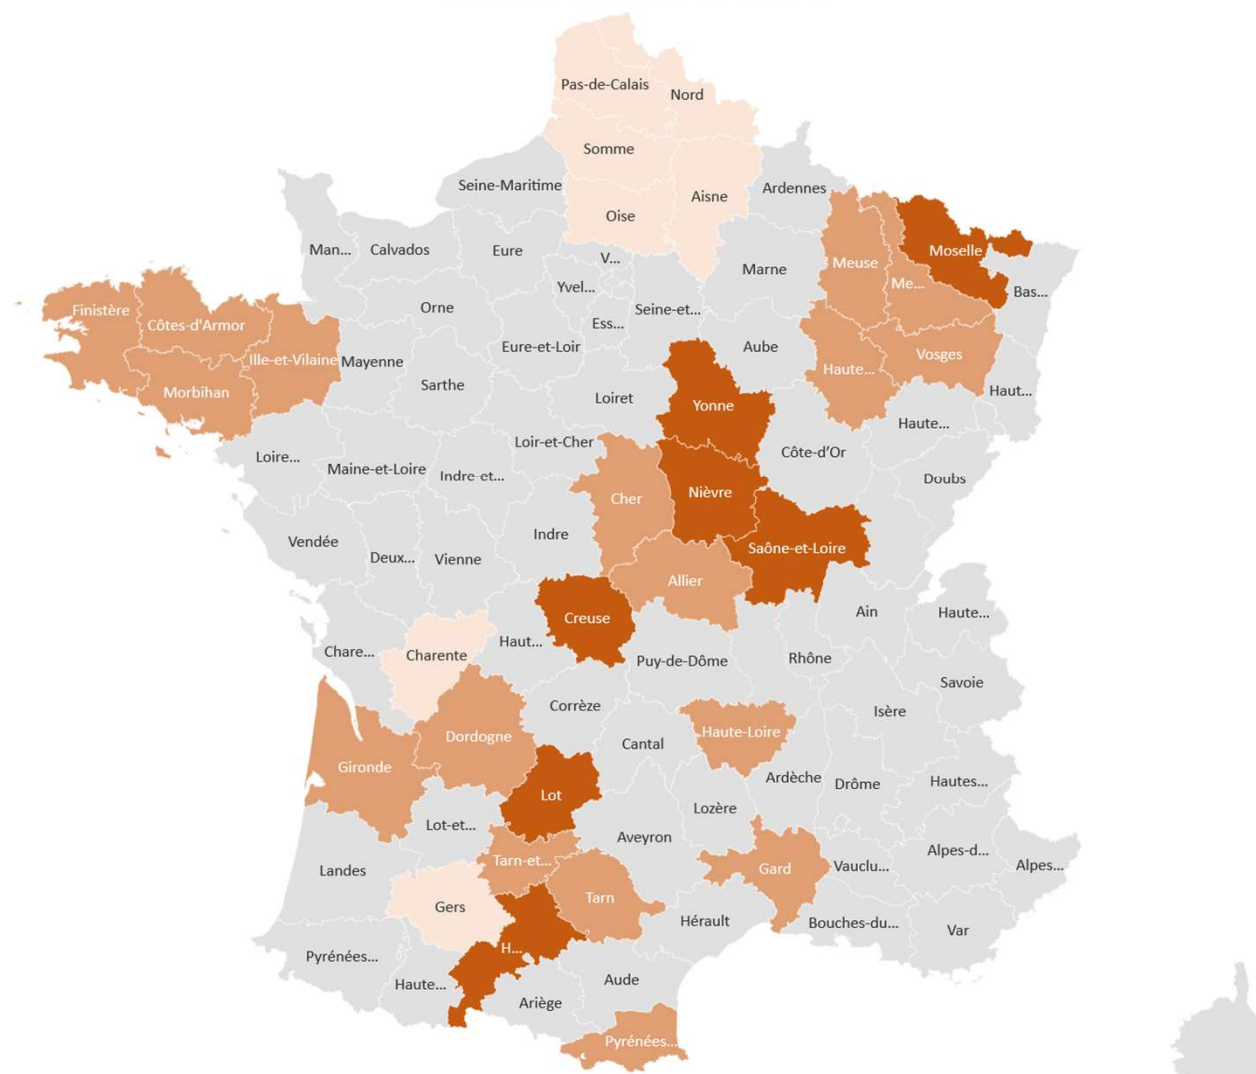 Pas-de-Calais
Nord
Somme
Seine-Maritime
Oise
Aisne
Ardennes
Man...
Calvados
Eure
V...
Marne
Meuse
Moselle
Me...
Bas...
Yvel...
Orne
Seine-et...
Ess...
Finistère
Côtes-d'Armor
Ille-et-Vilaine
Mayenne
Eure-et-Loir
Aube
Haute...
Vosges
Morbihan
Sarthe
Loiret
Yonne
Haut...
Haute...
Loire...
Maine-et-Loire
Loir-et-Cher
Indre-et...
Côte-d’Or
Doubs
Cher
Nièvre
Vendée
Deux...
Vienne
Indre
Saône-et-Loire
Allier
Creuse
Ain
Haute...
Chare...
Charente
Haut...
Puy-de-Dôme
Rhône
Savoie
Corrèze
Isère
Gironde
Dordogne
Cantal
Haute-Loire
Lot
Ardèche
Drôme
Hautes...
Lozère
Lot-et...
Aveyron
Alpes-d...
Landes
Tarn-et...
Gard
Vauclu...
Alpes...
Gers
Tarn
Hérault
Bouches-du...
Var
Pyrénées...
H...
Haute...
Aude
Ariège
Pyrénées...